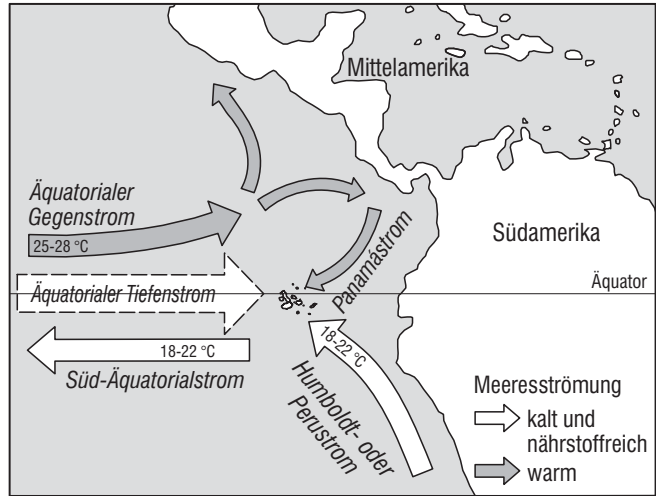 Mittelamerika
Äquatorialer
Gegenstrom
25-28 °C
Südamerika
Panamástrom
Äquator
Äquatorialer Tiefenstrom
18-22 °C
18-22 °C
Süd-Äquatorialstrom
Humboldt- oder
Perustrom
Meeresströmung
kalt und
nährstoffreich
warm